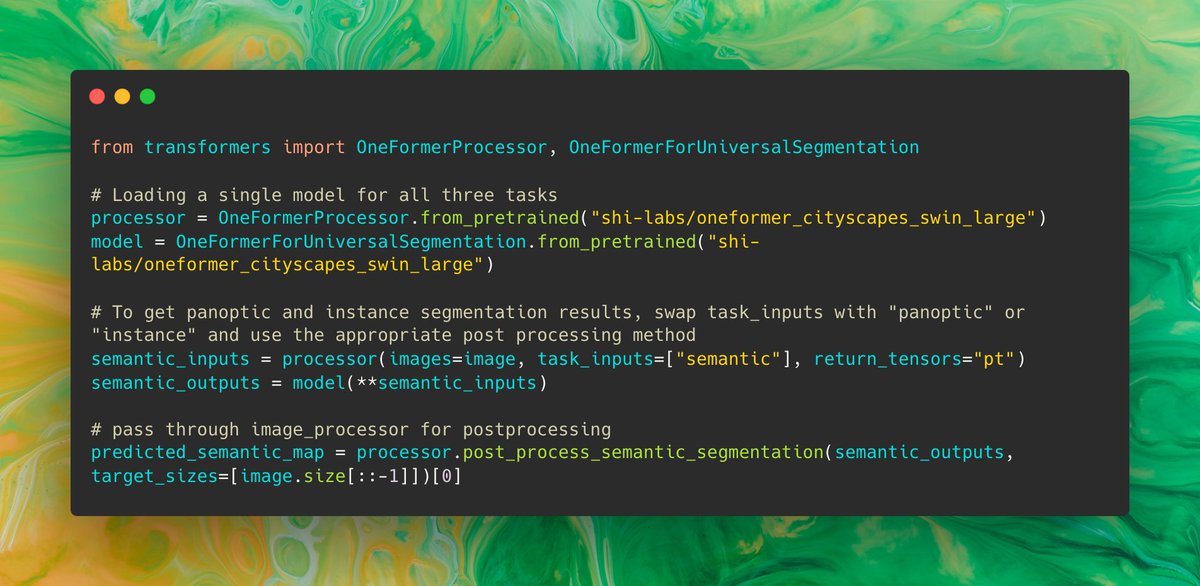 from transformers import OneFormerProcessor, OneFormerForUniversalSegmentation
# Loading a single model for all three tasks
processor = OneFormerProcessor.from_pretrained("shi-labs/oneformer_cityscapes_swin_large")
model = OneFormerForUniversalSegmentation.from_pretrained("shi-
labs/oneformer_cityscapes_swin_large")
# To get panoptic and instance segmentation results, swap task_inputs with "panoptic" or
"instance" and use the appropriate post processing method
semantic_inputs = processor(images=image, task_inputs=["semantic"], return_tensors="pt")
semantic_outputs = model(**semantic_inputs)
# pass through image_processor for postprocessing
predicted_semantic_map = processor.post_process_semantic_segmentation(semantic_outputs,
target_sizes=[image.size[::-1]])[0]